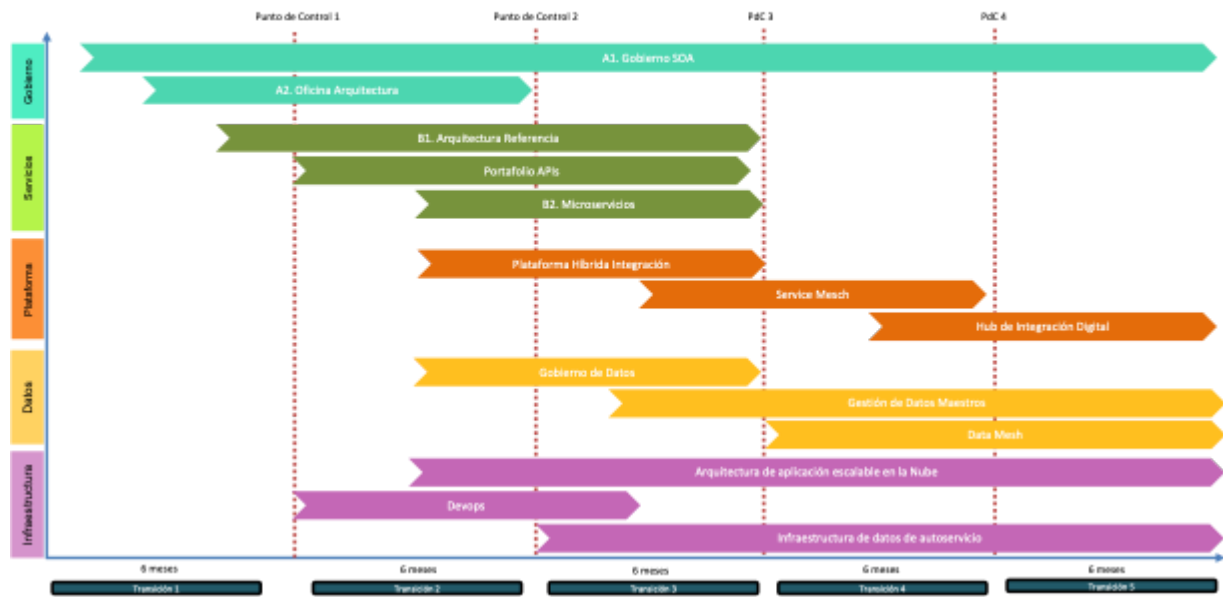 Punto de Control 1
Punto de Control 2
PdC 3
PdC 4
Gobierno
A1. Gobierno SOA
A2. Oficina Arquitectura
Servicios
B1. Arquitectura Referencia
Portafolio APIs
B2. Microservicios
Plataforma
Plataforma Híbrida Integración
Service Mesch
Hub de Integración Digital
Datos
Gobierno de Datos
Gestión de Datos Maestros
Data Mesh
Infraestructura
Arquitectura de aplicación escalable en la Nube
Devops
Infraestructura de datos de autoservicio
6 meses
6 meses
6 meses
6 meses
6 meses
Transición 1
Transición 2
Transición 3
Transición 4
Transición 5